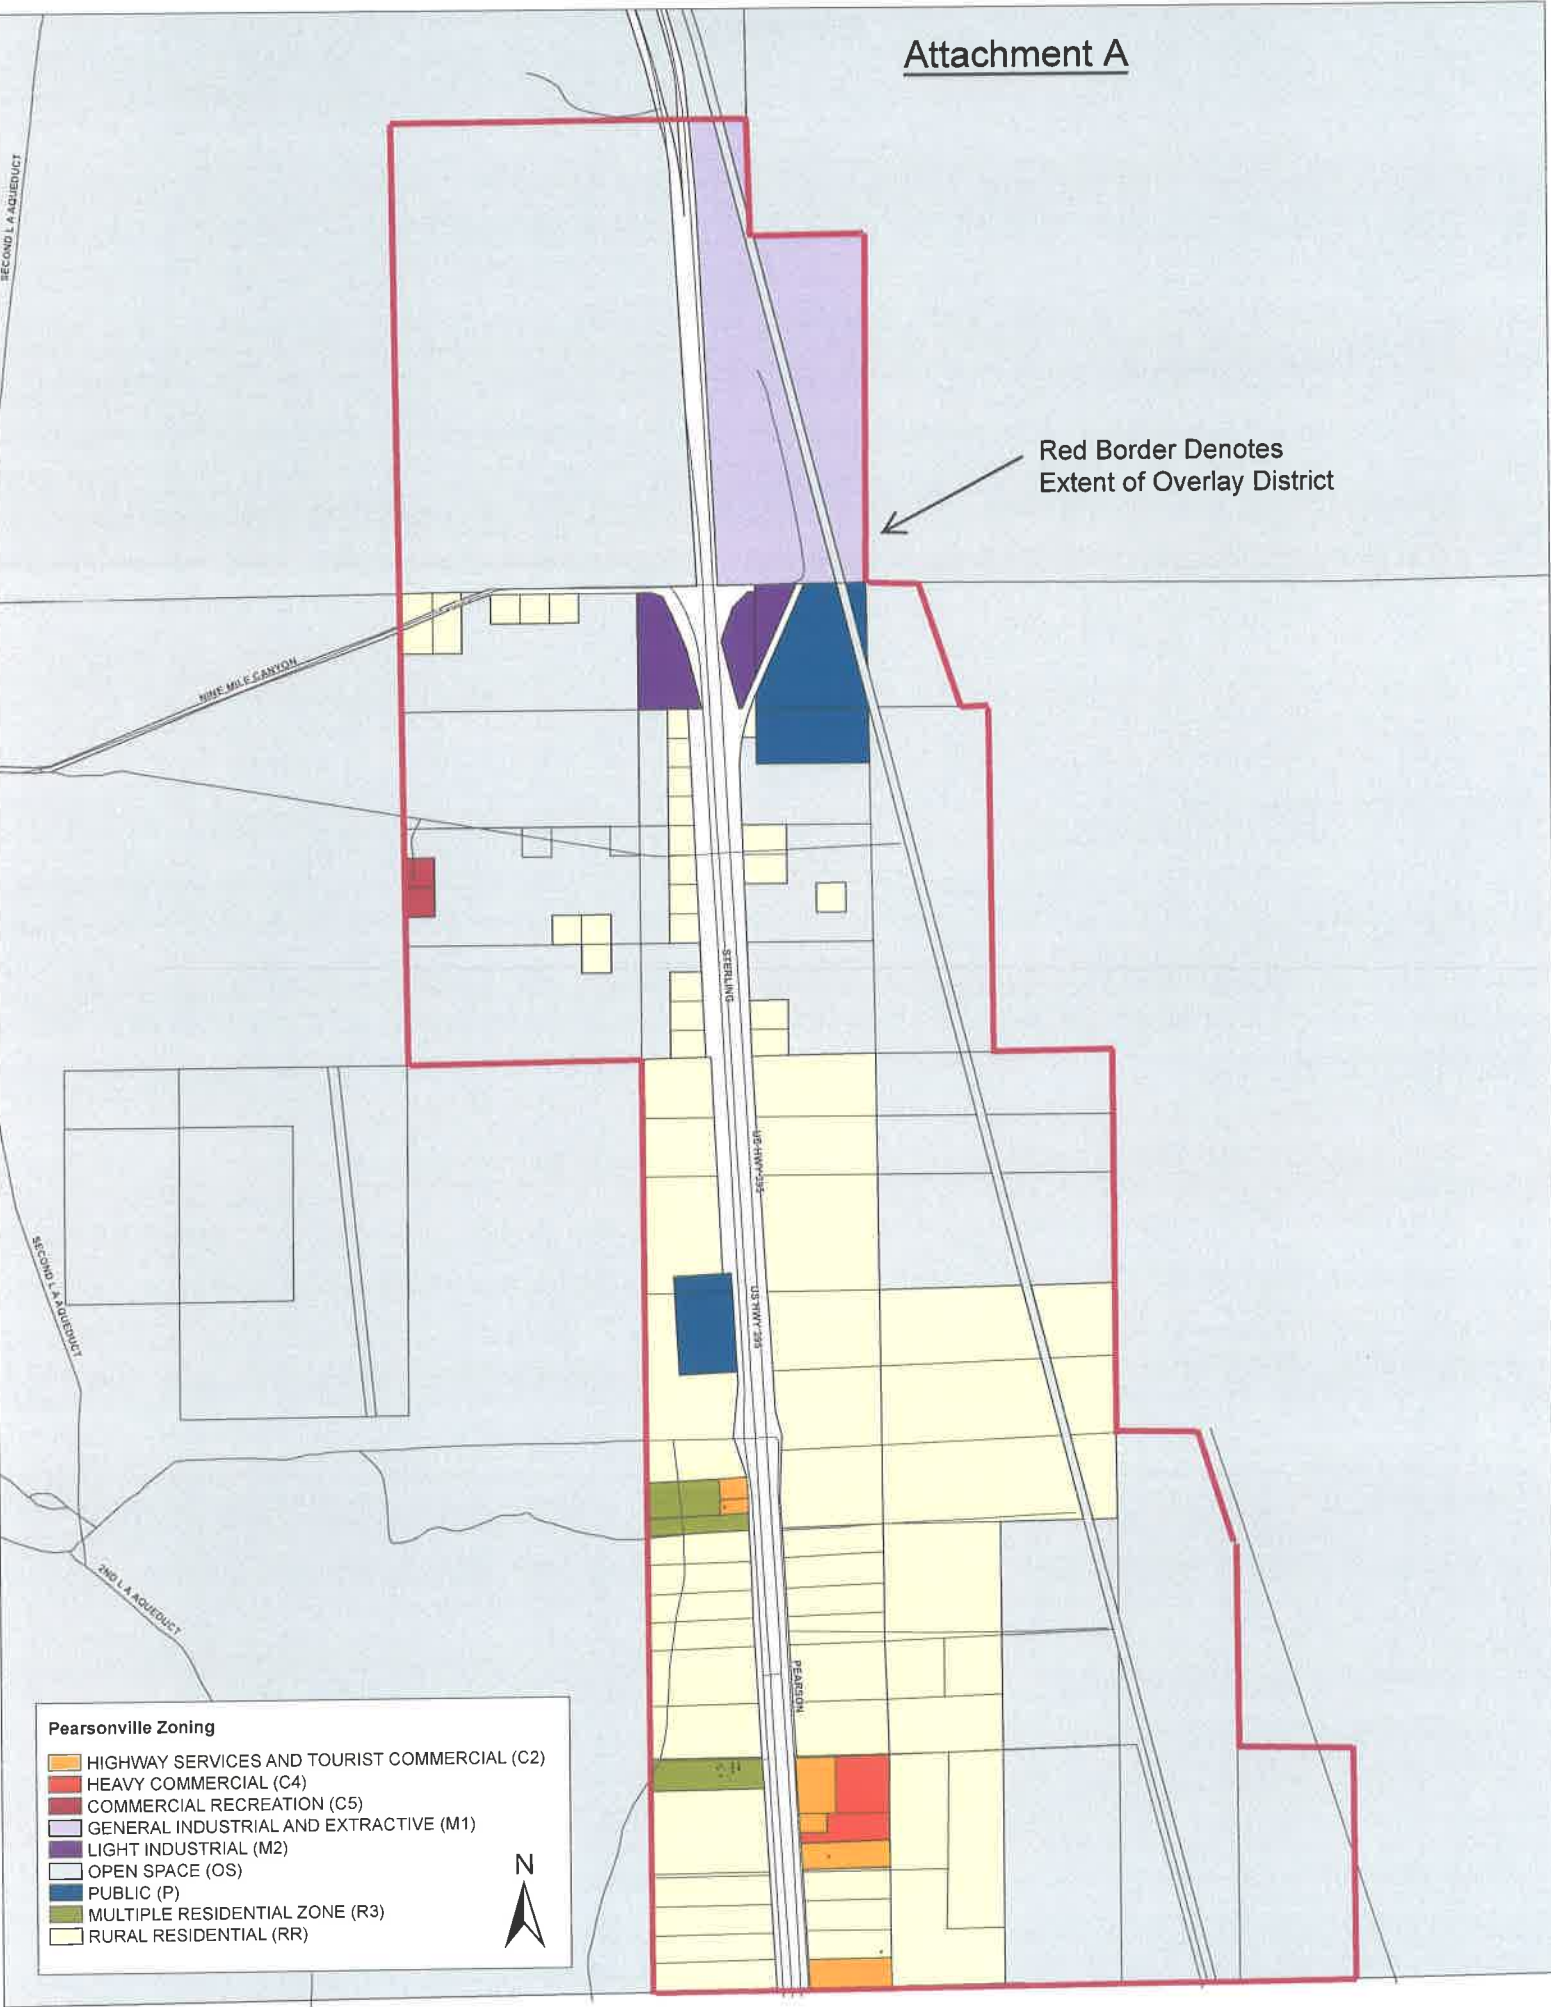 Attachment A
SECOND L A AQUEDUCT
Red Border Denotes
Extent of Overlay District
NINE MILE CANYON
STERLING
US HWY 395
SECOND L A AQUEDUCT
US HWY 395
2ND L A AQUEDUCT
PEARSON
Pearsonville Zoning
HIGHWAY SERVICES AND TOURIST COMMERCIAL (C2)
HEAVY COMMERCIAL (C4)
COMMERCIAL RECREATION (C5)
GENERAL INDUSTRIAL AND EXTRACTIVE (M1)
LIGHT INDUSTRIAL (M2)
OPEN SPACE (OS)
PUBLIC (P)
MULTIPLE RESIDENTIAL ZONE (R3)
RURAL RESIDENTIAL (RR)
N